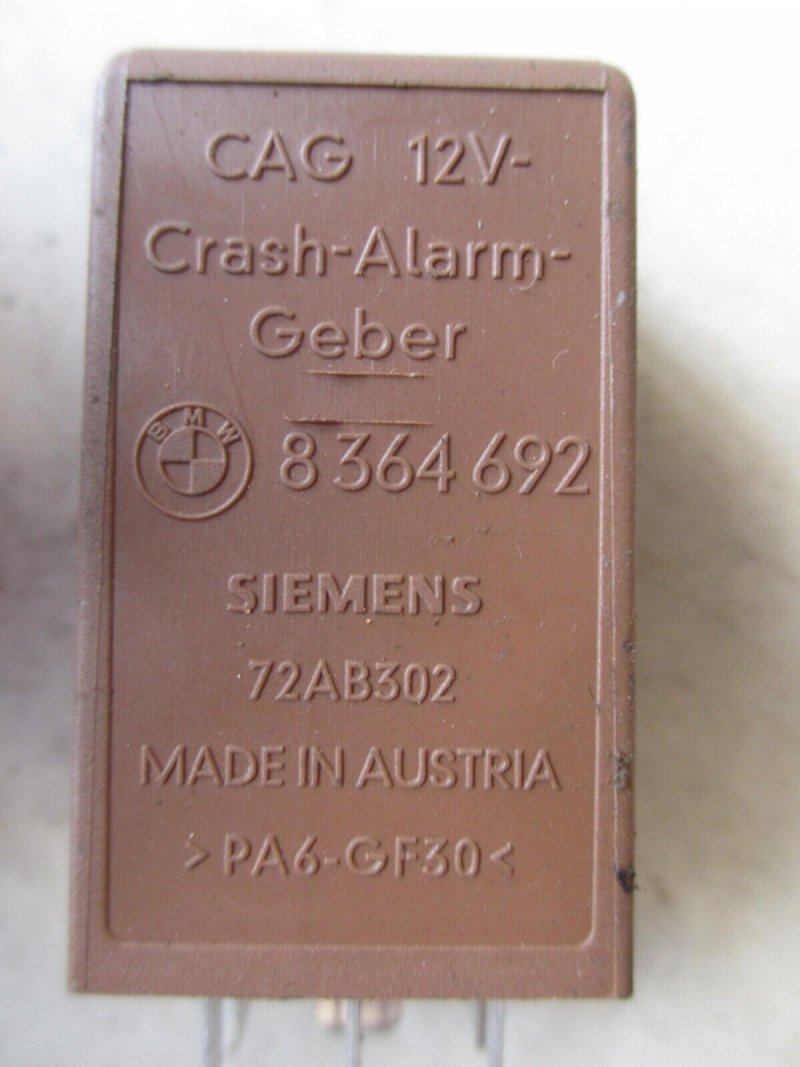 CAG 12V-
Crash-Alarm-
Geber
BMW 8 364 692
SIEMENS
72AB302
MADE IN AUSTRIA
>PA6-GF30<